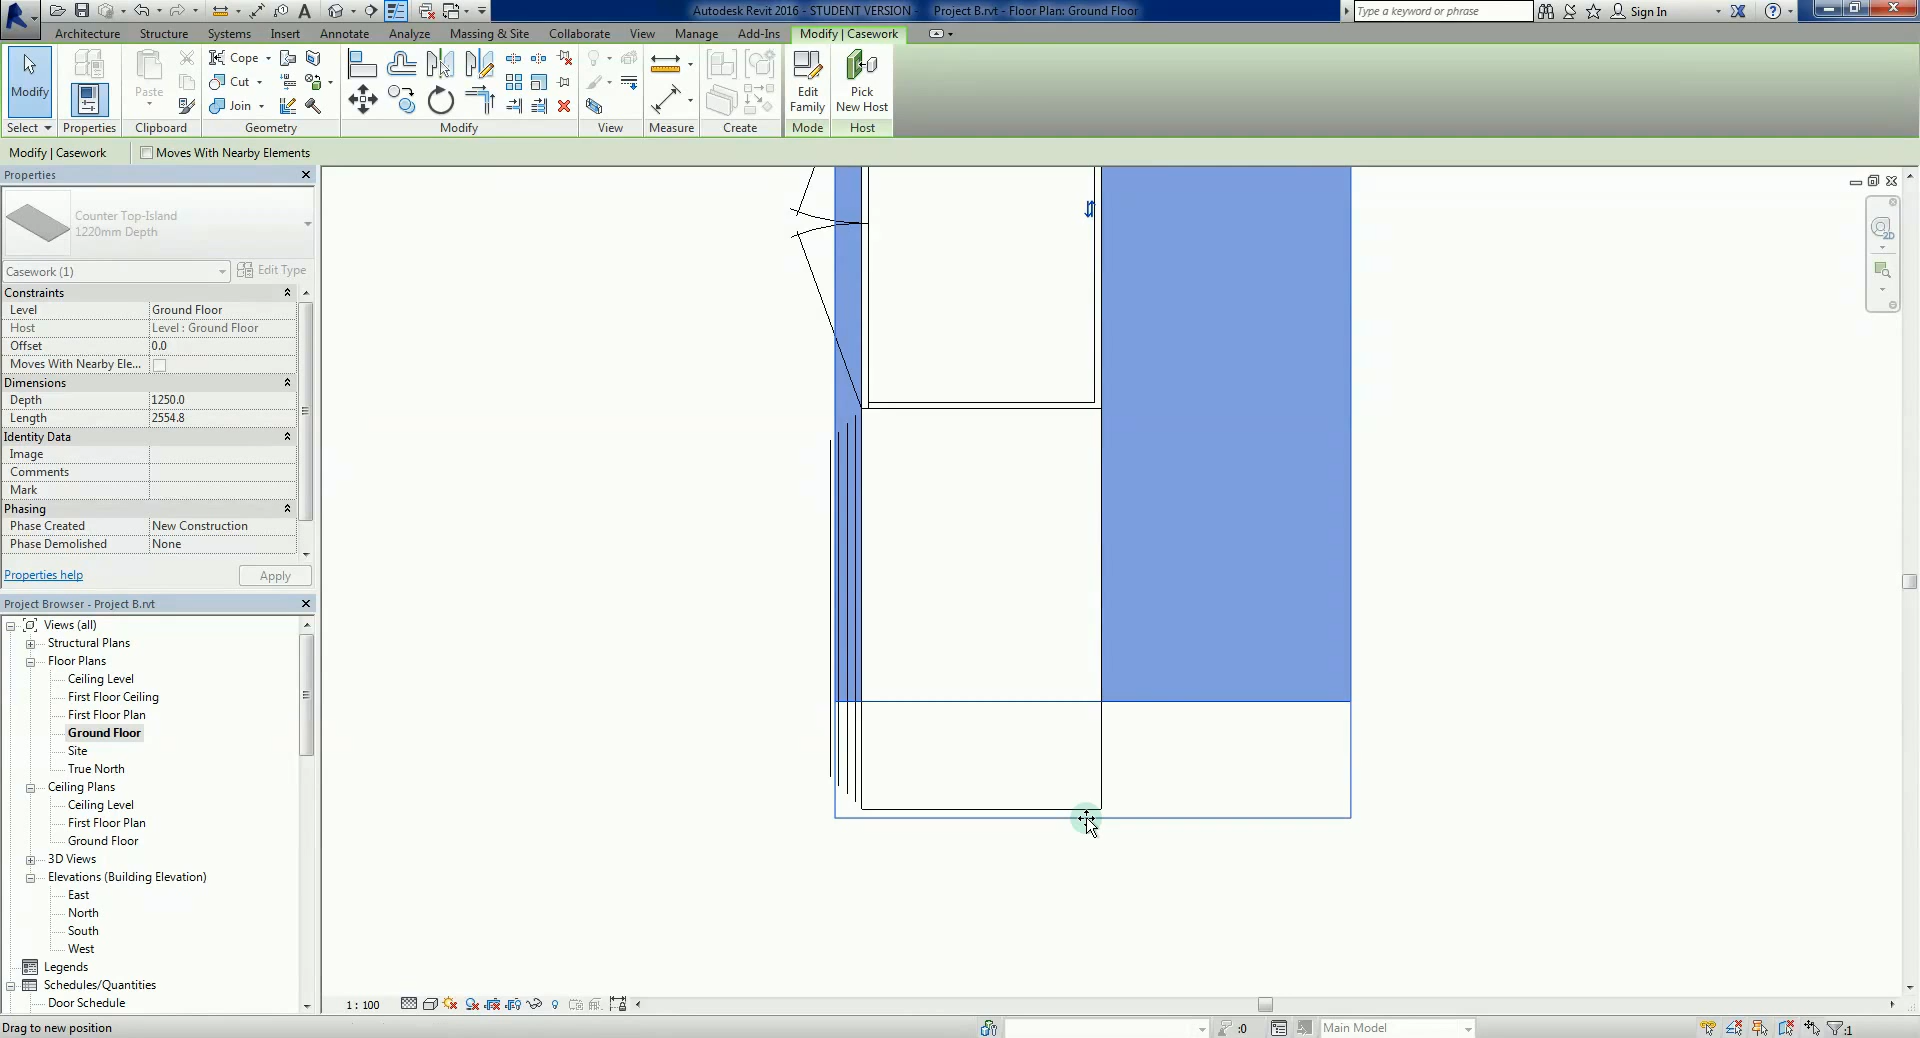 Autodesk Revit 2016 - STUDENT VERSION - Project B.rvt - Floor Plan: Ground Floor
Type a keyword or phrase
Sign In
Architecture Structure Systems Insert Annotate Analyze Massing & Site Collaborate View Manage Add-Ins Modify | Casework
Modify
Paste
Cope
Cut
Join
Edit Family
Pick New Host
Select Properties Clipboard Geometry Modify View Measure Create Mode Host
Modify | Casework Moves With Nearby Elements
Properties
Counter Top-Island
1220mm Depth
Casework (1) Edit Type
Constraints
Level Ground Floor
Host Level : Ground Floor
Offset 0.0
Moves With Nearby Ele...
Dimensions
Depth 1250.0
Length 2554.8
Identity Data
Image
Comments
Mark
Phasing
Phase Created New Construction
Phase Demolished None
Properties help Apply
Project Browser - Project B.rvt
Views (all)
Structural Plans
Floor Plans
Ceiling Level
First Floor Ceiling
First Floor Plan
Ground Floor
Site
True North
Ceiling Plans
Ceiling Level
First Floor Plan
Ground Floor
3D Views
Elevations (Building Elevation)
East
North
South
West
Legends
Schedules/Quantities
Door Schedule
2D
1 : 100
Drag to new position
:0
Main Model
:1